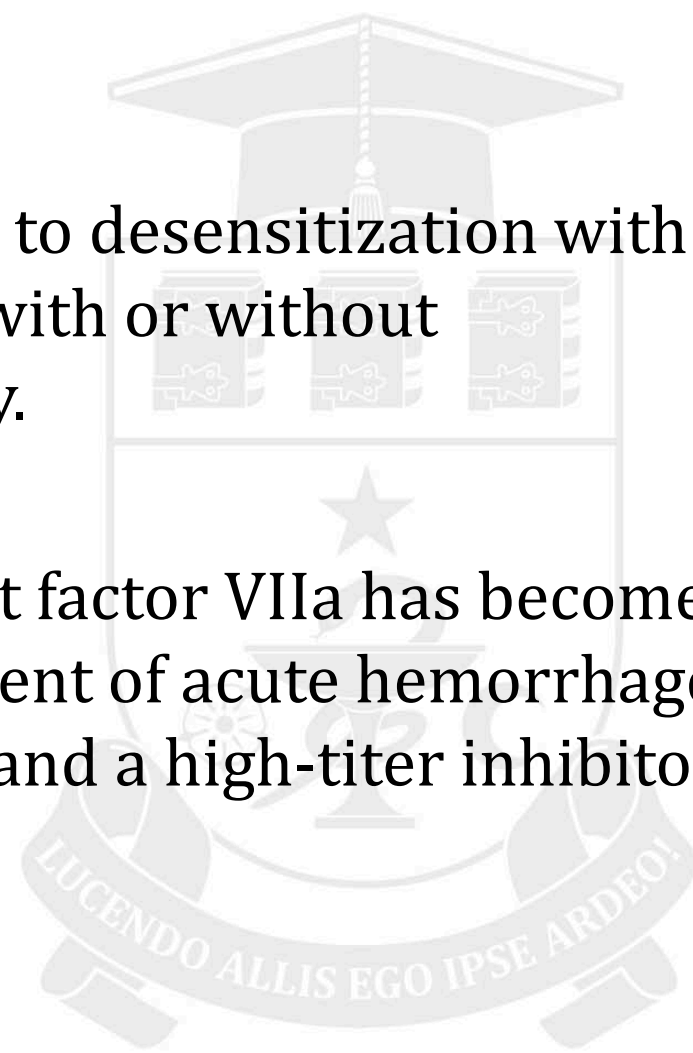 to desensitization with
with or without
y.
t factor VIIa has become
ent of acute hemorrhage
and a high-titer inhibito
LUCENDO ALLIS EGO IPSE ARDEO!